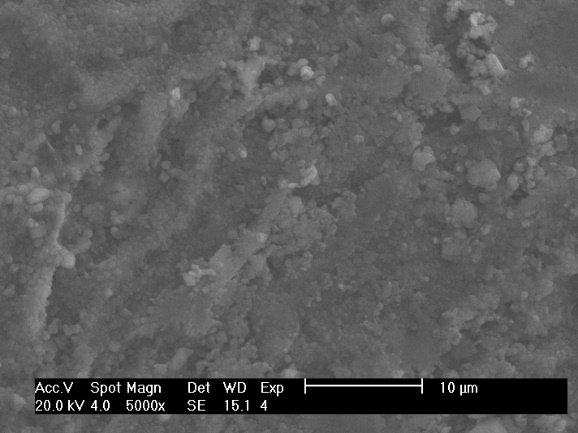 Acc.V Spot Magn Det WD Exp 10 µm
20.0 kV 4.0 5000x SE 15.1 4